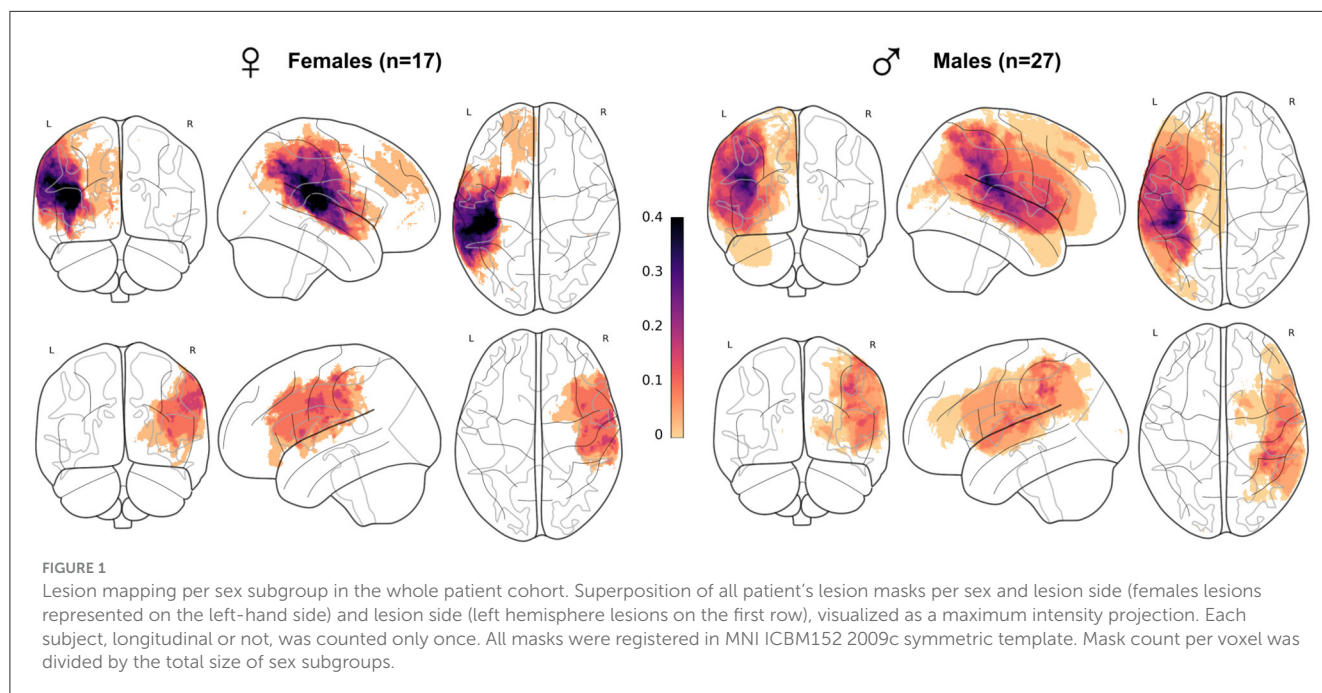 ♀ Females (n=17)
♂ Males (n=27)
L R
L R
L
R
L R
L
R
0.4
0.3
0.2
0.1
0
L R
L
R
L R
L
R
FIGURE 1
Lesion mapping per sex subgroup in the whole patient cohort. Superposition of all patient's lesion masks per sex and lesion side (females lesions
represented on the left-hand side) and lesion side (left hemisphere lesions on the first row), visualized as a maximum intensity projection. Each
subject, longitudinal or not, was counted only once. All masks were registered in MNI ICBM152 2009c symmetric template. Mask count per voxel was
divided by the total size of sex subgroups.